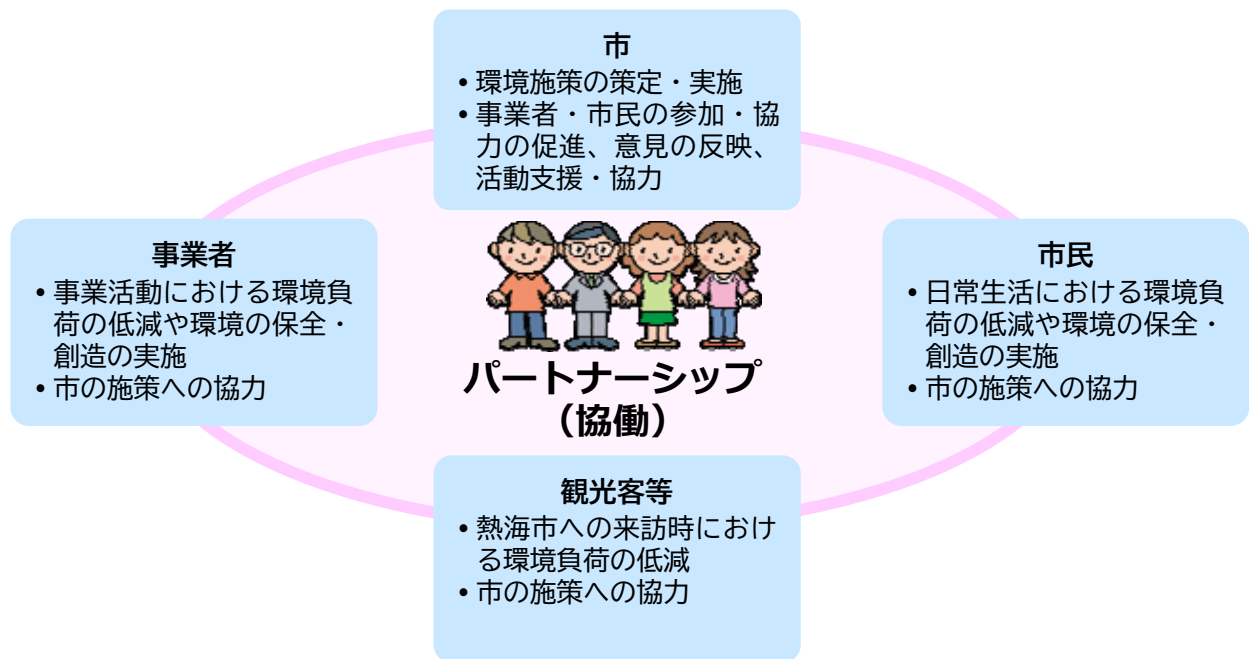 市
• 環境施策の策定・実施
• 事業者・市民の参加・協
力の促進、意見の反映、
活動支援・協力
事業者
• 事業活動における環境負
荷の低減や環境の保全・
創造の実施
• 市の施策への協力
パートナーシップ
（協働）
市民
• 日常生活における環境負
荷の低減や環境の保全・
創造の実施
• 市の施策への協力
観光客等
• 熱海市への来訪時におけ
る環境負荷の低減
• 市の施策への協力